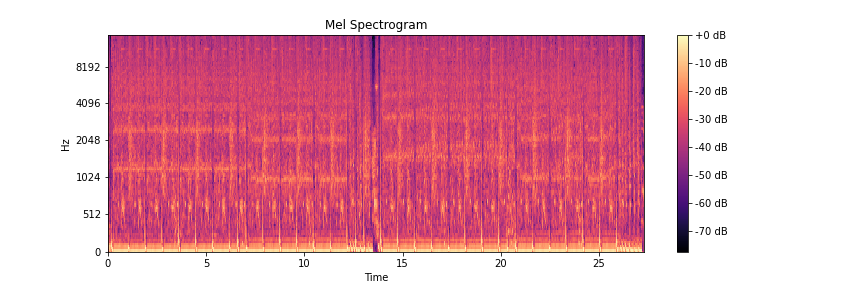 Mel Spectrogram
Hz
8192
4096
2048
1024
512
0
0 5 10 15 20 25
Time
+0 dB
-10 dB
-20 dB
-30 dB
-40 dB
-50 dB
-60 dB
-70 dB